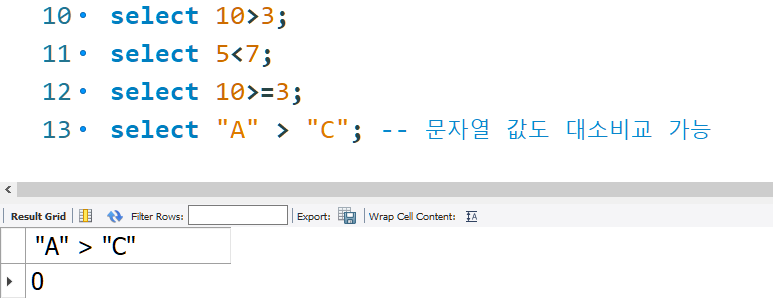 10 select 10>3;
11 select 5<7;
12 select 10>=3;
13 select "A" > "C"; -- 문자열 값도 대소비교 가능
Result Grid Filter Rows: Export: Wrap Cell Content: IA
"A" > "C"
0